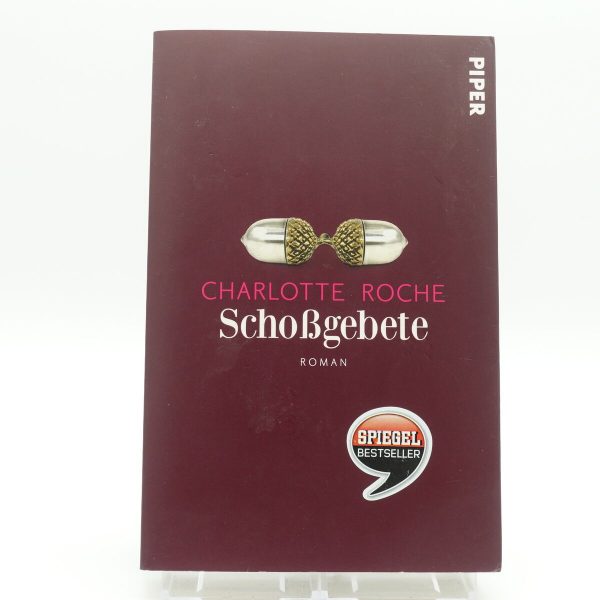 PIPER
CHARLOTTE ROCHE
Schoßgebete
ROMAN
SPIEGEL
BESTSELLER